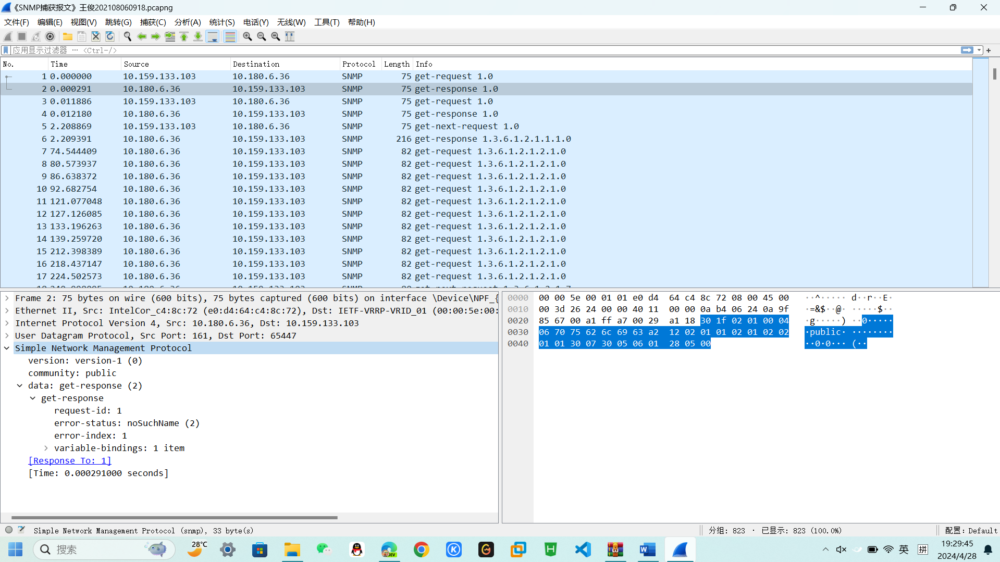 《SNMP捕获报文》王俊202108060918.pcapng
文件(F) 编辑(E) 视图(V) 跳转(G) 捕获(C) 分析(A) 统计(S) 电话(Y) 无线(W) 工具(T) 帮助(H)
应用显示过滤器 … <Ctrl-/>
No. Time Source Destination Protocol Length Info
1 0.000000 10.159.133.103 10.180.6.36 SNMP 75 get-request 1.0
2 0.000291 10.180.6.36 10.159.133.103 SNMP 75 get-response 1.0
3 0.011886 10.159.133.103 10.180.6.36 SNMP 75 get-request 1.0
4 0.012180 10.180.6.36 10.159.133.103 SNMP 75 get-response 1.0
5 2.208869 10.159.133.103 10.180.6.36 SNMP 75 get-next-request 1.0
6 2.209391 10.180.6.36 10.159.133.103 SNMP 216 get-response 1.3.6.1.2.1.1.1.0
7 74.544409 10.180.6.36 10.159.133.103 SNMP 82 get-request 1.3.6.1.2.1.2.1.0
8 80.573937 10.180.6.36 10.159.133.103 SNMP 82 get-request 1.3.6.1.2.1.2.1.0
9 86.638372 10.180.6.36 10.159.133.103 SNMP 82 get-request 1.3.6.1.2.1.2.1.0
10 92.682754 10.180.6.36 10.159.133.103 SNMP 82 get-request 1.3.6.1.2.1.2.1.0
11 121.077048 10.180.6.36 10.159.133.103 SNMP 82 get-request 1.3.6.1.2.1.2.1.0
12 127.126085 10.180.6.36 10.159.133.103 SNMP 82 get-request 1.3.6.1.2.1.2.1.0
13 133.196263 10.180.6.36 10.159.133.103 SNMP 82 get-request 1.3.6.1.2.1.2.1.0
14 139.259720 10.180.6.36 10.159.133.103 SNMP 82 get-request 1.3.6.1.2.1.2.1.0
15 212.398389 10.180.6.36 10.159.133.103 SNMP 82 get-request 1.3.6.1.2.1.2.1.0
16 218.437147 10.180.6.36 10.159.133.103 SNMP 82 get-request 1.3.6.1.2.1.2.1.0
17 224.502573 10.180.6.36 10.159.133.103 SNMP 82 get-request 1.3.6.1.2.1.2.1.0
Frame 2: 75 bytes on wire (600 bits), 75 bytes captured (600 bits) on interface \Device\NPF_{
Ethernet II, Src: IntelCor_c4:8c:72 (e0:d4:64:c4:8c:72), Dst: IETF-VRRP-VRID_01 (00:00:5e:00:
Internet Protocol Version 4, Src: 10.180.6.36, Dst: 10.159.133.103
User Datagram Protocol, Src Port: 161, Dst Port: 65447
Simple Network Management Protocol
version: version-1 (0)
community: public
data: get-response (2)
get-response
request-id: 1
error-status: noSuchName (2)
error-index: 1
variable-bindings: 1 item
[Response To: 1]
[Time: 0.000291000 seconds]
0000 00 00 5e 00 01 01 e0 d4 64 c4 8c 72 08 00 45 00 ··^····· d··r··E·
0010 00 3d 26 24 00 00 40 11 00 00 0a b4 06 24 0a 9f ·=&$··@· ·····$··
0020 85 67 00 a1 ff a7 00 29 a1 18 30 1f 02 01 00 04 ·g·····) ··0·····
0030 06 70 75 62 6c 69 63 a2 12 02 01 01 02 01 02 02 ·public· ········
0040 01 01 30 07 30 05 06 01 28 05 00 ··0·0··· (··
Simple Network Management Protocol (snmp), 33 byte(s)
分组: 823 · 已显示: 823 (100.0%)
配置: Default
搜索
28°C
DEV
英
拼
19:29:45
2024/4/28